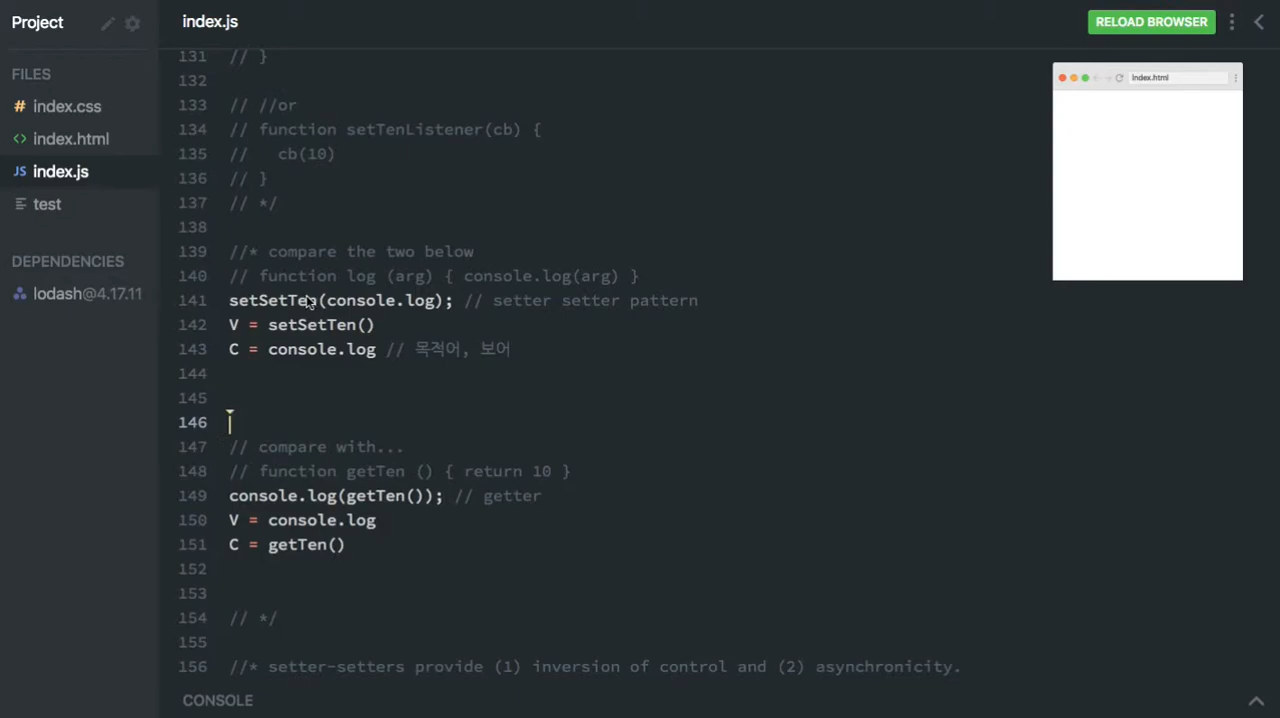 Project
index.js
RELOAD BROWSER
FILES
index.css
index.html
JS index.js
test
DEPENDENCIES
lodash@4.17.11
131 // }
132
133 // //or
134 // function setTenListener(cb) {
135 //   cb(10)
136 // }
137 // */
138
139 //* compare the two below
140 // function log (arg) { console.log(arg) }
141 setSetTen(console.log); // setter setter pattern
142 V = setSetTen()
143 C = console.log // 목적어, 보어
144
145
146
147 // compare with...
148 // function getTen () { return 10 }
149 console.log(getTen()); // getter
150 V = console.log
151 C = getTen()
152
153
154 // */
155
156 //* setter-setters provide (1) inversion of control and (2) asynchronicity.
CONSOLE
Index.html